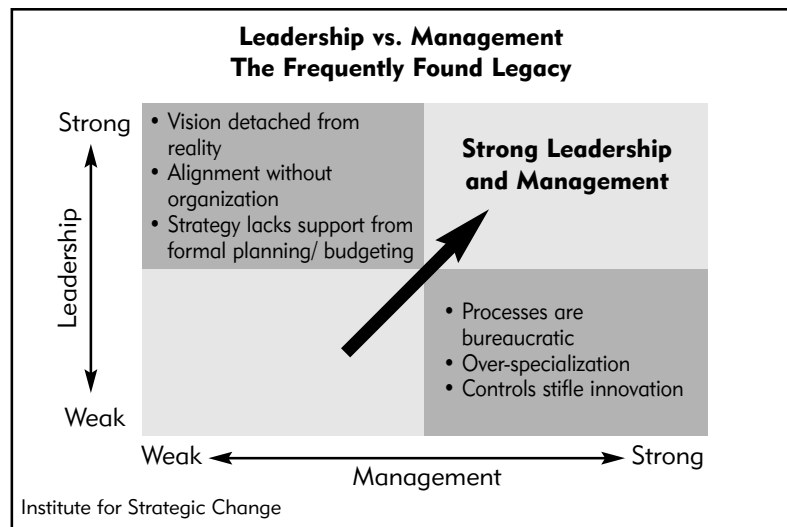 Leadership vs. Management
The Frequently Found Legacy
Strong
Leadership
Weak
• Vision detached from
reality
• Alignment without
organization
• Strategy lacks support from
formal planning/ budgeting
Strong Leadership
and Management
• Processes are
bureaucratic
• Over-specialization
• Controls stifle innovation
Weak
Management
Strong
Institute for Strategic Change